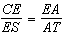 CE/ES = EA/AT